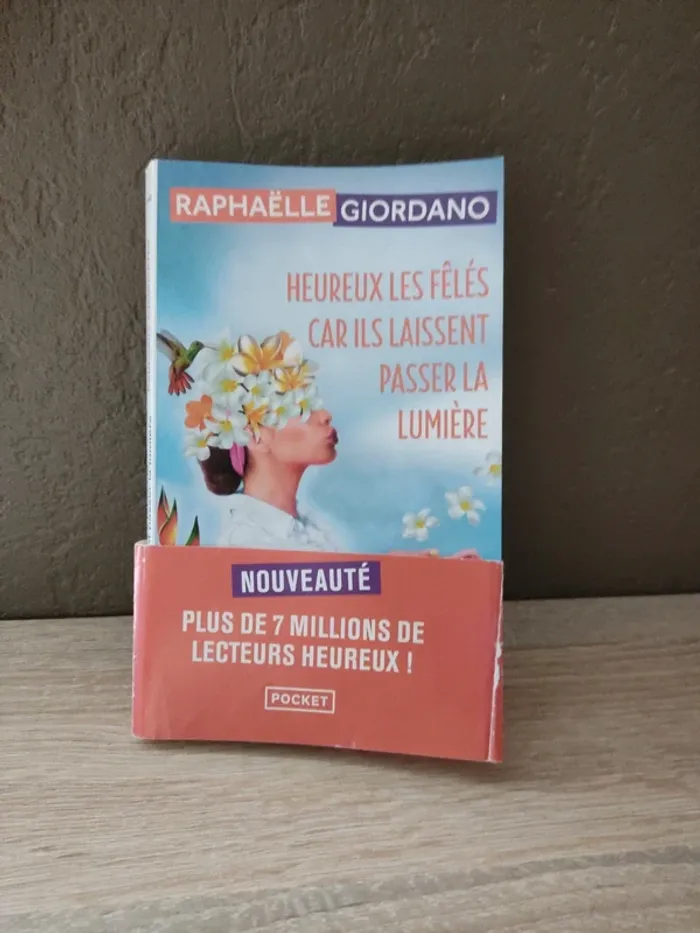 RAPHAËLLE GIORDANO
HEUREUX LES FÊLÉS
CAR ILS LAISSENT
PASSER LA
LUMIÈRE
NOUVEAUTÉ
PLUS DE 7 MILLIONS DE
LECTEURS HEUREUX !
POCKET